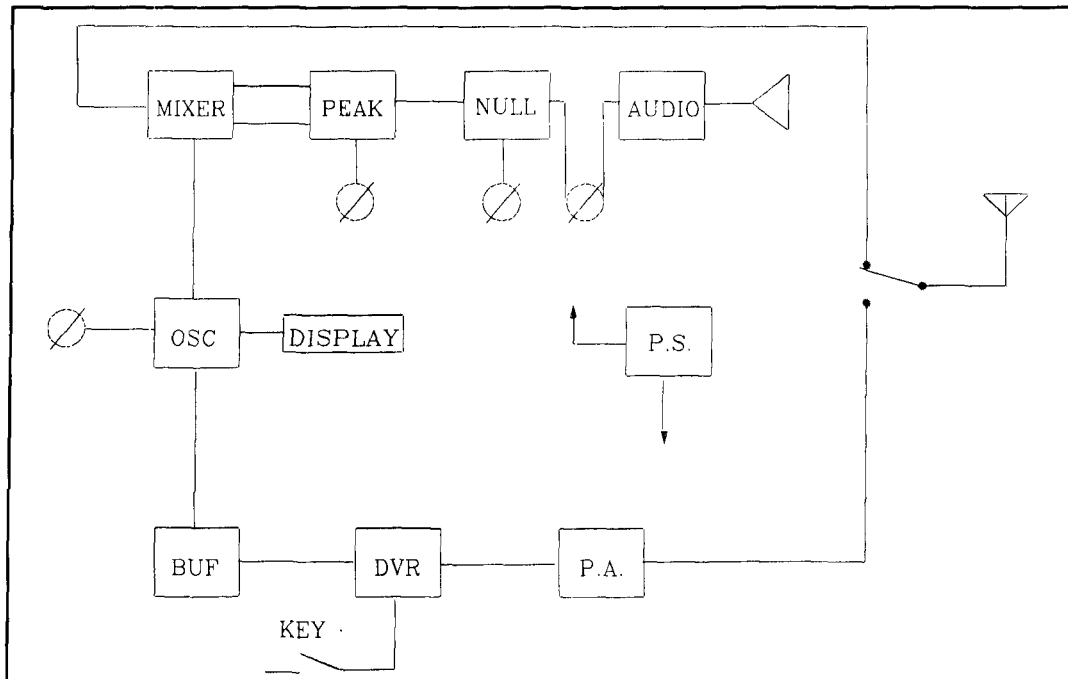 MIXER
PEAK
NULL
AUDIO
OSC
DISPLAY
P.S.
BUF
DVR
P.A.
KEY